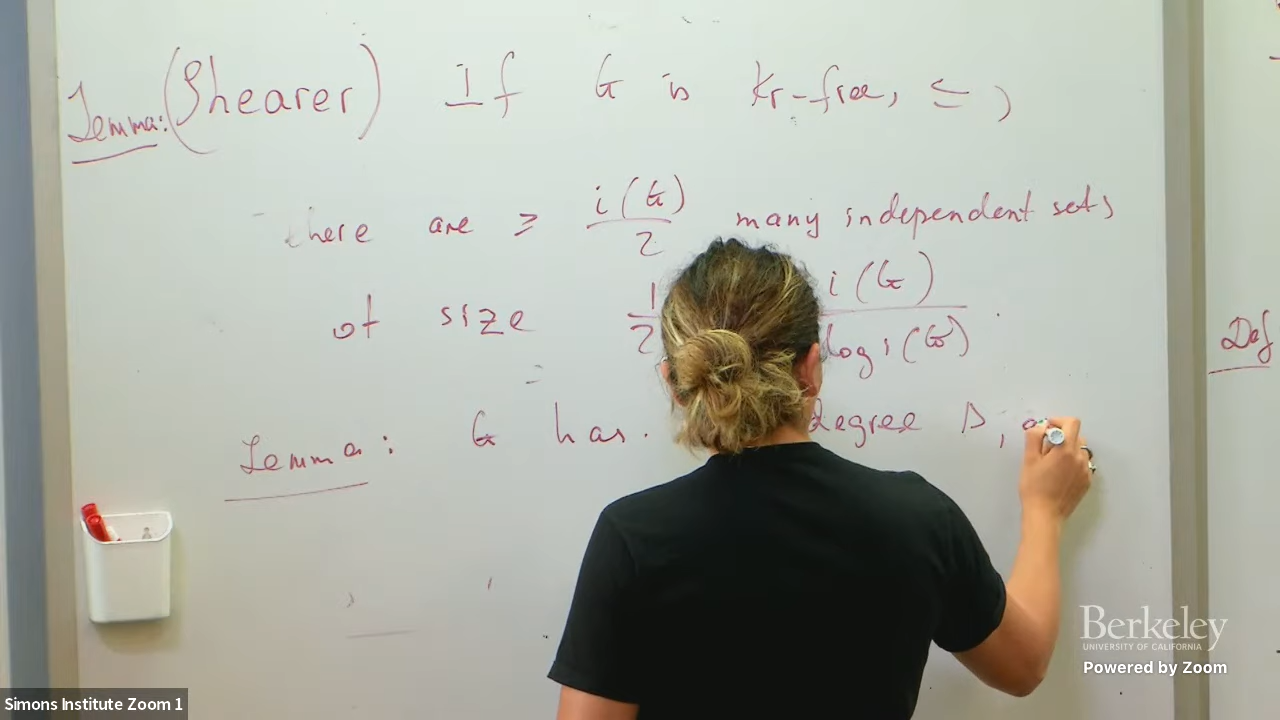 Lemma: (Shearer) If G is Kr-free, ≤ )
there are ≥ i(G)/2 many independent sets
of size 1/2 i(G)/log i(G).
Lemma: G has. degree D,
Def
Berkeley
UNIVERSITY OF CALIFORNIA
Powered by Zoom
Simons Institute Zoom 1